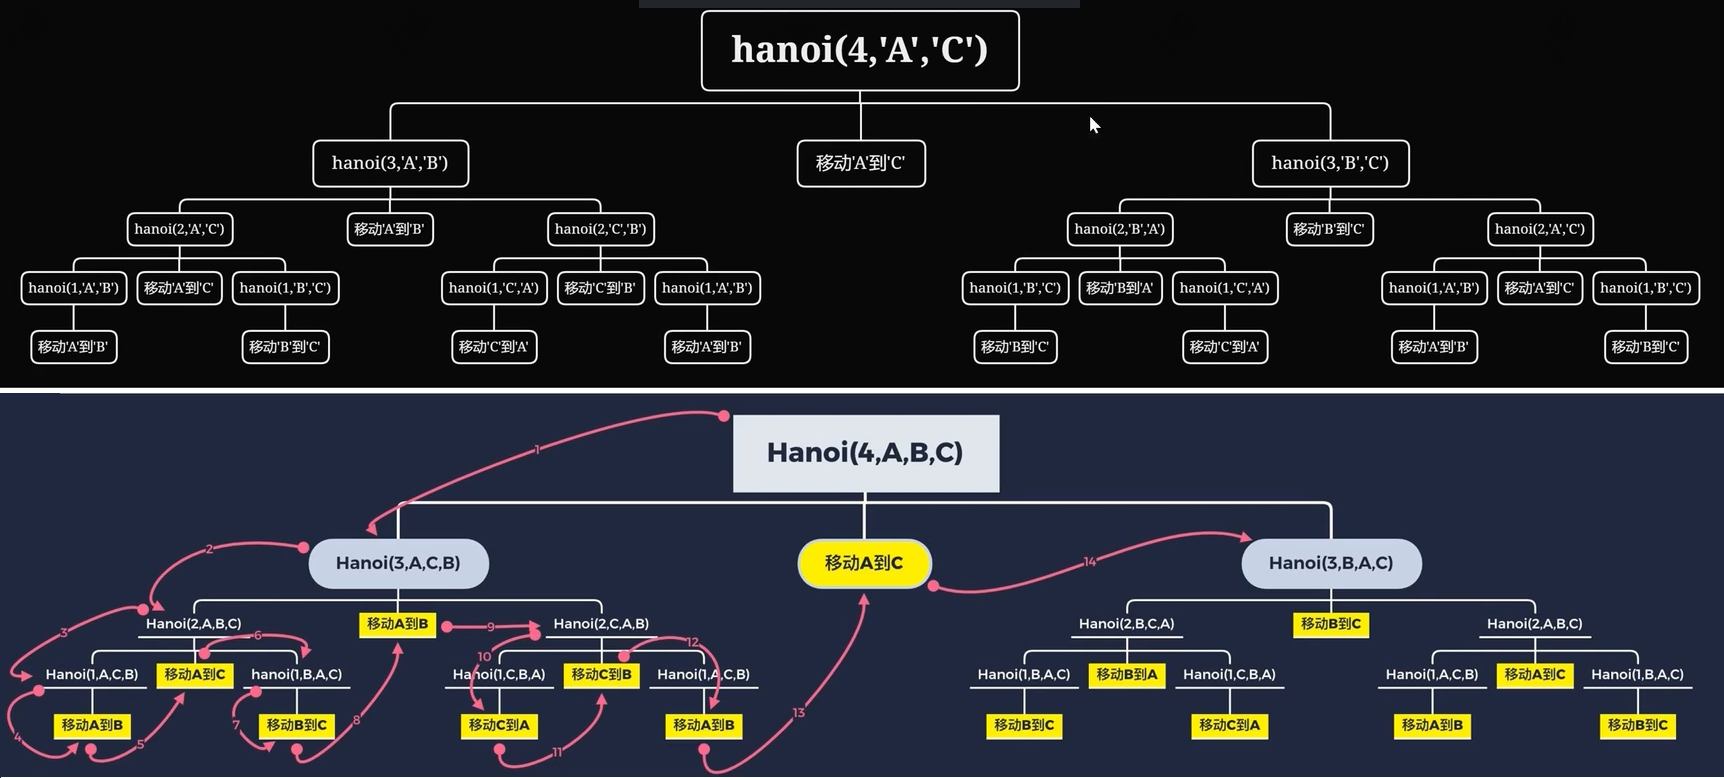 hanoi(4,'A','C')
hanoi(3,'A','B')
移动'A'到'C'
hanoi(3,'B','C')
hanoi(2,'A','C')
移动'A'到'B'
hanoi(2,'C','B')
hanoi(2,'B','A')
移动'B'到'C'
hanoi(2,'A','C')
hanoi(1,'A','B')
移动'A'到'C'
hanoi(1,'B','C')
hanoi(1,'C','A')
移动'C'到'B'
hanoi(1,'A','B')
hanoi(1,'B','C')
移动'B到'A'
hanoi(1,'C','A')
hanoi(1,'A','B')
移动'A'到'C'
hanoi(1,'B','C')
移动'A'到'B'
移动'B'到'C'
移动'C'到'A'
移动'A'到'B'
移动'B到'C'
移动'C'到'A'
移动'A'到'B'
移动'B到'C'
Hanoi(4,A,B,C)
1
Hanoi(3,A,C,B)
移动A到C
Hanoi(3,B,A,C)
2
14
Hanoi(2,A,B,C)
移动A到B
9
Hanoi(2,C,A,B)
Hanoi(2,B,C,A)
移动B到C
Hanoi(2,A,B,C)
3
6
10
12
Hanoi(1,A,C,B)
移动A到C
hanoi(1,B,A,C)
Hanoi(1,C,B,A)
移动C到B
Hanoi(1,A,C,B)
Hanoi(1,B,A,C)
移动B到A
Hanoi(1,C,B,A)
Hanoi(1,A,C,B)
移动A到C
Hanoi(1,B,A,C)
4
移动A到B
5
7
移动B到C
8
移动C到A
11
移动A到B
13
移动B到C
移动C到A
移动A到B
移动B到C